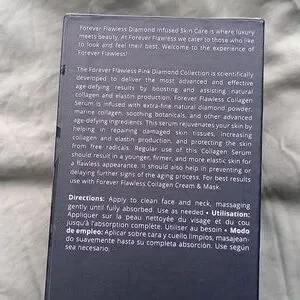 Forever Flawless Diamond Infused Skin Care is where luxury
meets beauty. At Forever Flawless we cater to those who like
to look and feel their best. Welcome to the experience of
Forever Flawless!
The Forever Flawless Pink Diamond Collection is scientifically
developed to deliver the most advanced and effective
age-defying results by boosting and assisting natural
collagen and elastin production. Forever Flawless Collagen
Serum is infused with extra-fine natural diamond powder,
marine collagen, soothing botanicals, and other advanced
age-defying ingredients. This serum rejuvenates your skin by
helping in repairing damaged skin tissues, increasing
collagen and elastin production, and protecting the skin
from free radicals. Regular use of this Collagen Serum
should result in a younger, firmer, and more elastic skin for
a flawless appearance. It should also help in preventing or
delaying further signs of the aging process. For best results
use with Forever Flawless Collagen Cream & Mask.
Directions: Apply to clean face and neck, massaging
gently until fully absorbed. Use as needed • Utilisation:
Appliquer sur la peau nettoyée du visage et du cou
jusqu'à l'absorption complète. Utiliser au besoin • Modo
de empleo: Aplicar sobre cara y cuello limpios, masajean-
do suavemente hasta su completa absorción. Use según
sea necesario.